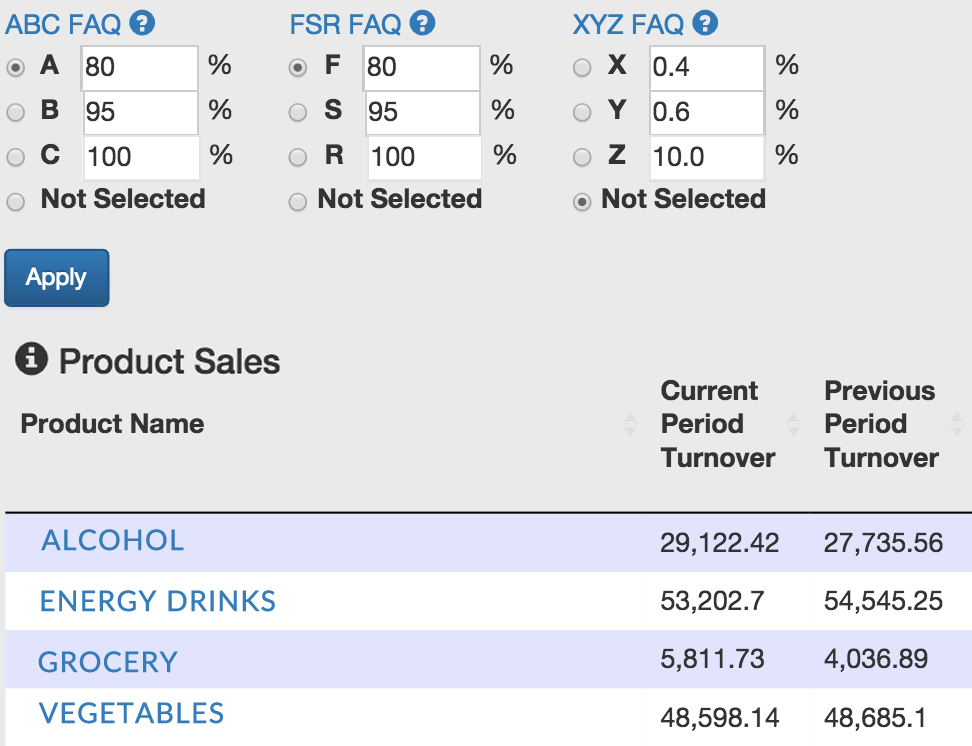 ABC FAQ ? FSR FAQ ? XYZ FAQ ?
A 80 % F 80 % X 0.4 %
B 95 % S 95 % Y 0.6 %
C 100 % R 100 % Z 10.0 %
Not Selected Not Selected Not Selected
Apply
i Product Sales
Product Name Current Period Turnover Previous Period Turnover
ALCOHOL 29,122.42 27,735.56
ENERGY DRINKS 53,202.7 54,545.25
GROCERY 5,811.73 4,036.89
VEGETABLES 48,598.14 48,685.1